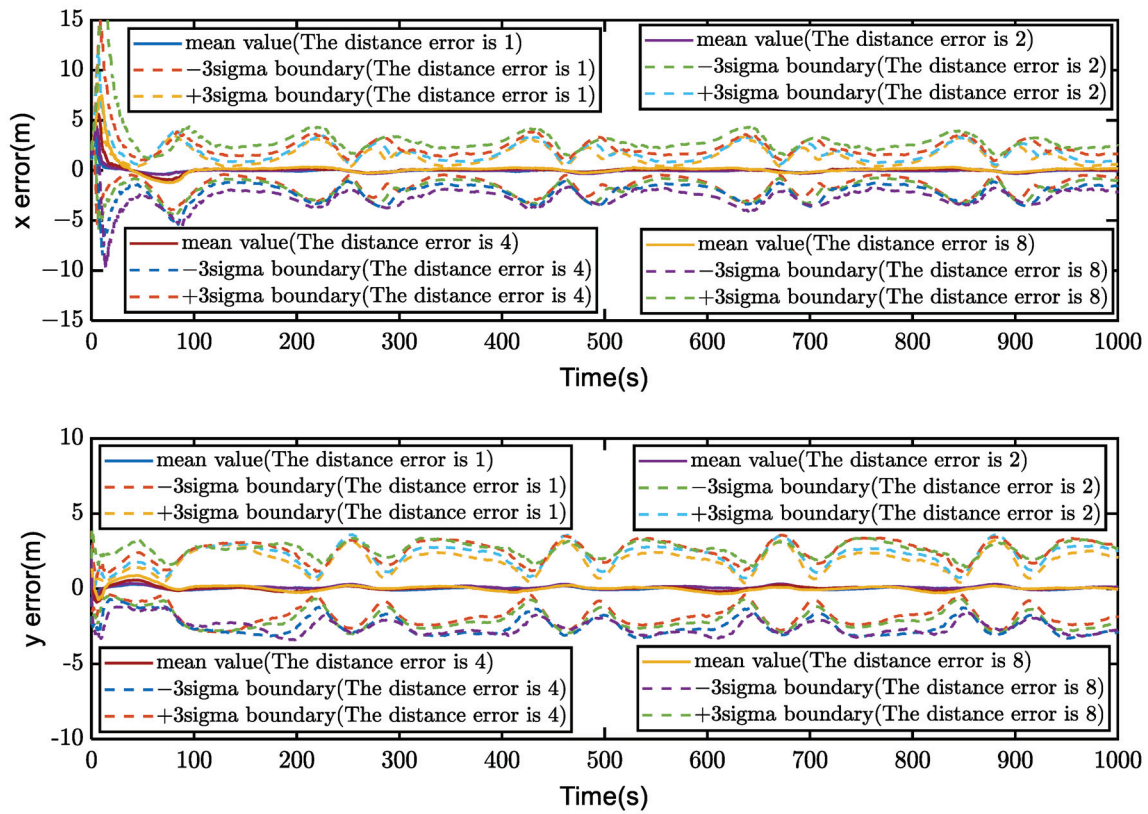 15
10
5
0
−5
−10
−15
x error(m)
mean value(The distance error is 1)
−3sigma boundary(The distance error is 1)
+3sigma boundary(The distance error is 1)
mean value(The distance error is 2)
−3sigma boundary(The distance error is 2)
+3sigma boundary(The distance error is 2)
mean value(The distance error is 4)
−3sigma boundary(The distance error is 4)
+3sigma boundary(The distance error is 4)
mean value(The distance error is 8)
−3sigma boundary(The distance error is 8)
+3sigma boundary(The distance error is 8)
0 100 200 300 400 500 600 700 800 900 1000
Time(s)
10
5
0
-5
-10
y error(m)
mean value(The distance error is 1)
−3sigma boundary(The distance error is 1)
+3sigma boundary(The distance error is 1)
mean value(The distance error is 2)
−3sigma boundary(The distance error is 2)
+3sigma boundary(The distance error is 2)
mean value(The distance error is 4)
−3sigma boundary(The distance error is 4)
+3sigma boundary(The distance error is 4)
mean value(The distance error is 8)
−3sigma boundary(The distance error is 8)
+3sigma boundary(The distance error is 8)
0 100 200 300 400 500 600 700 800 900 1000
Time(s)